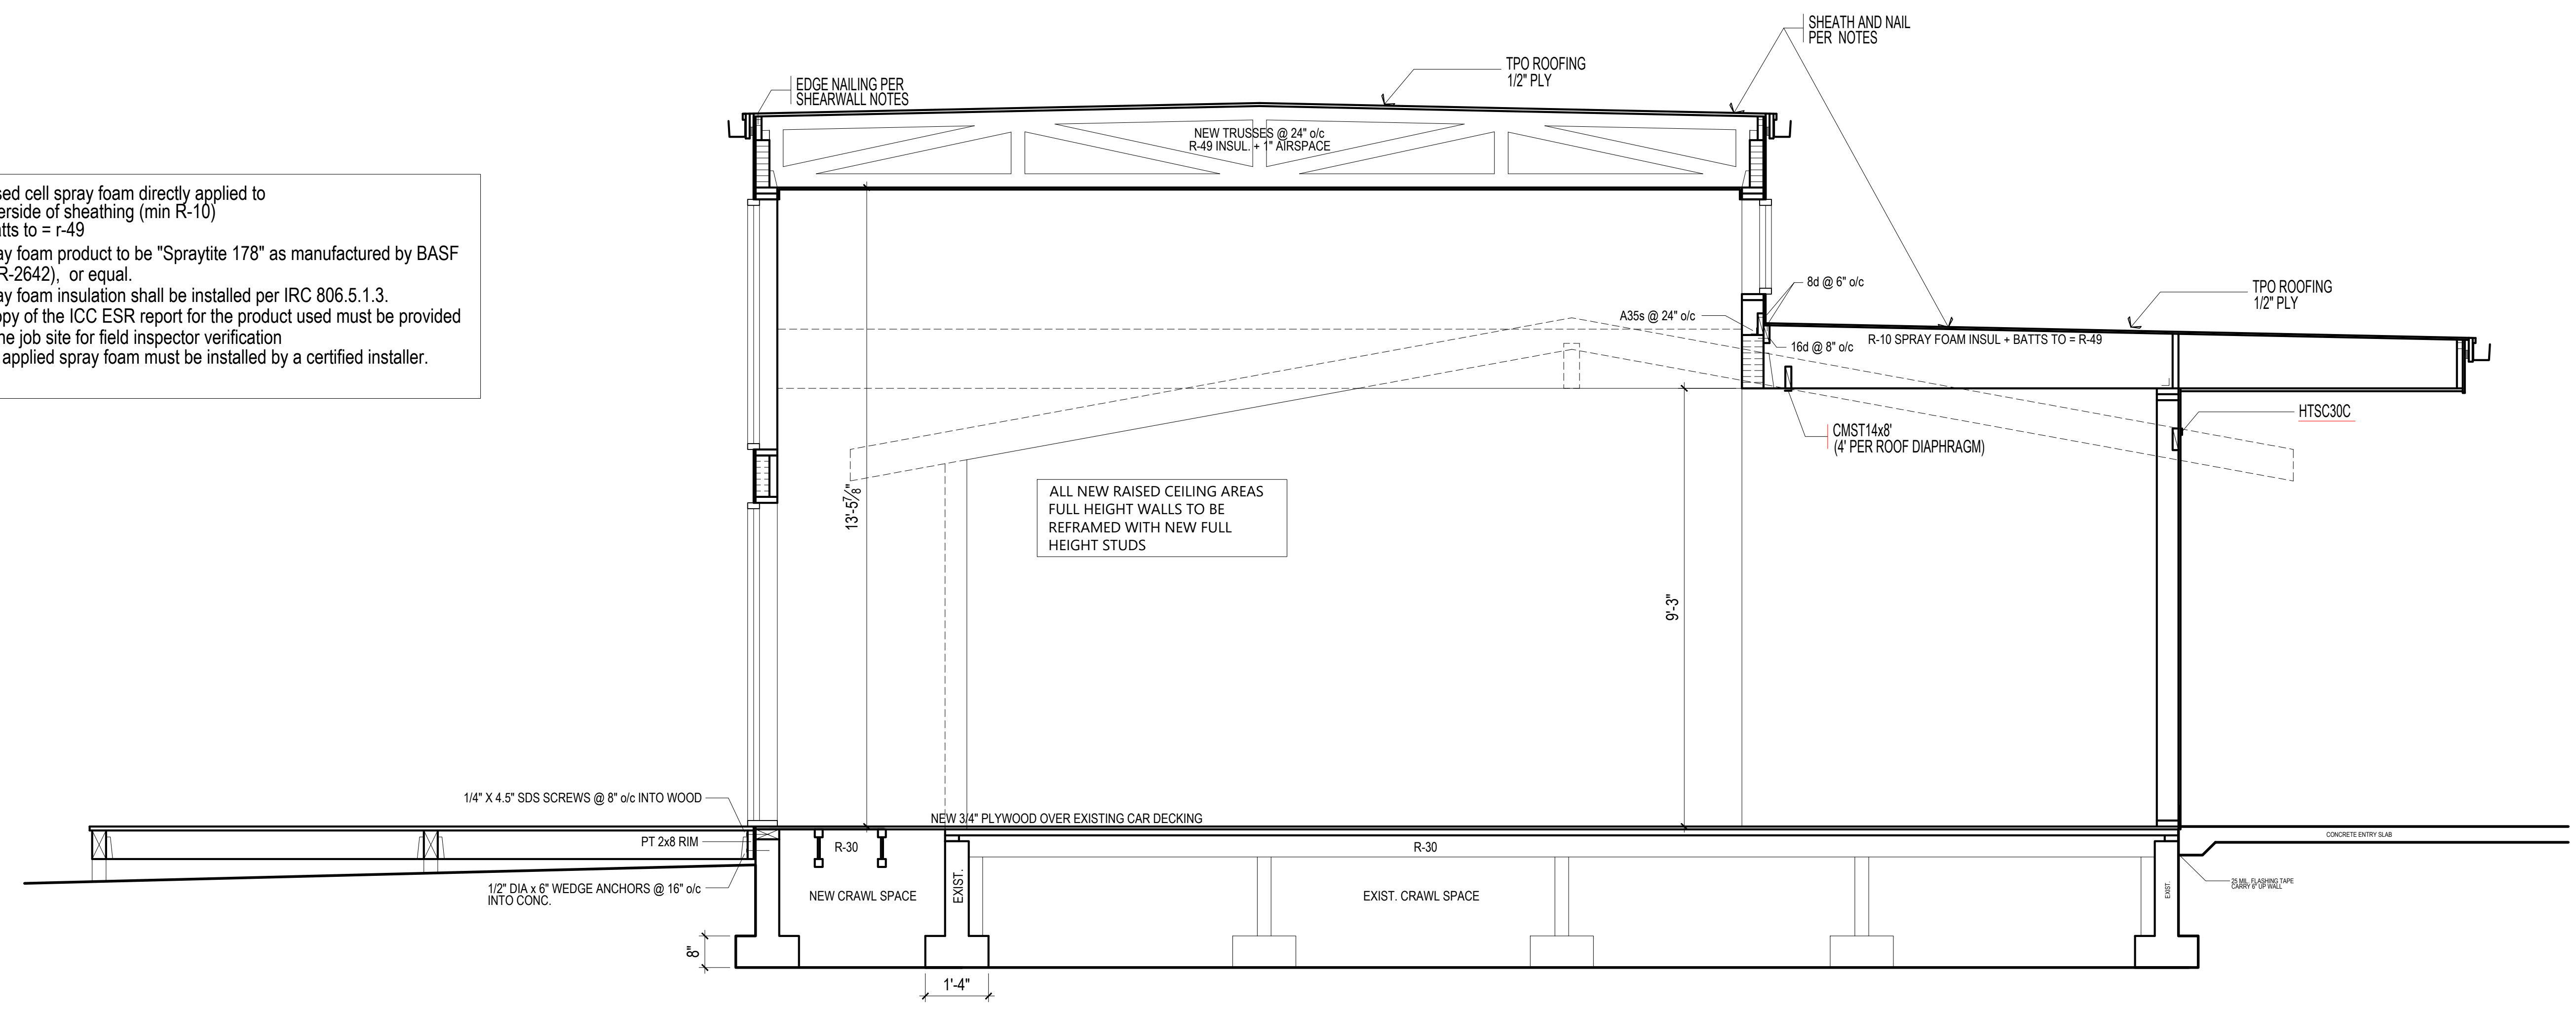 SHEATH AND NAIL
PER NOTES
TPO ROOFING
1/2" PLY
EDGE NAILING PER
SHEARWALL NOTES
NEW TRUSSES @ 24" o/c
R-49 INSUL. + 1" AIRSPACE
sed cell spray foam directly applied to
erside of sheathing (min R-10)
atts to = r-49
ay foam product to be "Spraytite 178" as manufactured by BASF
R-2642), or equal.
ay foam insulation shall be installed per IRC 806.5.1.3.
opy of the ICC ESR report for the product used must be provided
he job site for field inspector verification
applied spray foam must be installed by a certified installer.
8d @ 6" o/c
A35s @ 24" o/c
16d @ 8" o/c
TPO ROOFING
1/2" PLY
R-10 SPRAY FOAM INSUL + BATTS TO = R-49
HTSC30C
CMST14x8'
(4' PER ROOF DIAPHRAGM)
13'-5⅞"
ALL NEW RAISED CEILING AREAS
FULL HEIGHT WALLS TO BE
REFRAMED WITH NEW FULL
HEIGHT STUDS
9'-3"
1/4" X 4.5" SDS SCREWS @ 8" o/c INTO WOOD
NEW 3/4" PLYWOOD OVER EXISTING CAR DECKING
CONCRETE ENTRY SLAB
PT 2x8 RIM
R-30
R-30
1/2" DIA x 6" WEDGE ANCHORS @ 16" o/c
INTO CONC.
NEW CRAWL SPACE
EXIST.
EXIST. CRAWL SPACE
EXIST.
25 MIL. FLASHING TAPE
CARRY 6" UP WALL
8"
1'-4"